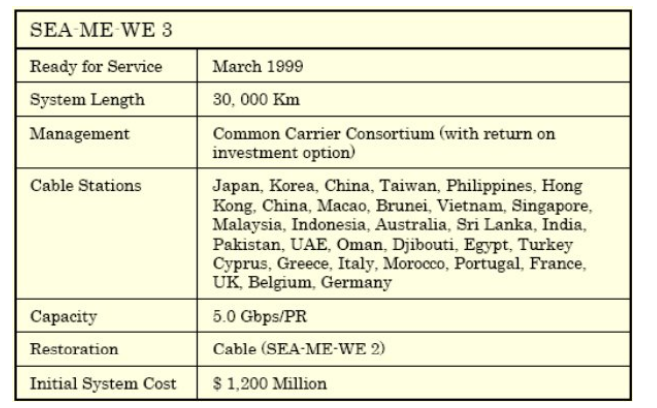 SEA-ME-WE 3
Ready for Service March 1999
System Length 30, 000 Km
Management Common Carrier Consortium (with return on
investment option)
Cable Stations Japan, Korea, China, Taiwan, Philippines, Hong
Kong, China, Macao, Brunei, Vietnam, Singapore,
Malaysia, Indonesia, Australia, Sri Lanka, India,
Pakistan, UAE, Oman, Djibouti, Egypt, Turkey
Cyprus, Greece, Italy, Morocco, Portugal, France,
UK, Belgium, Germany
Capacity 5.0 Gbps/PR
Restoration Cable (SEA-ME-WE 2)
Initial System Cost $ 1,200 Million